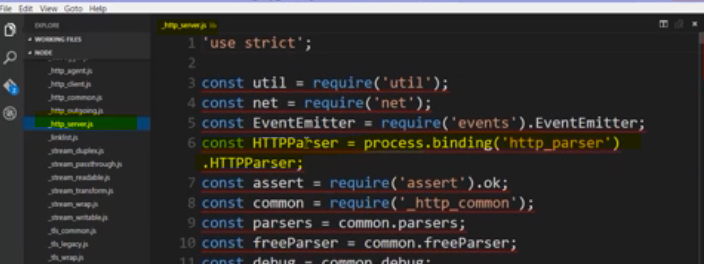 File Edit View Goto Help
EXPLORE
WORKING FILES
NODE
_http_agent.js
_http_client.js
_http_common.js
_http_outgoing.js
_http_server.js
_linklist.js
_stream_duplex.js
_stream_passthrough.js
_stream_readable.js
_stream_transform.js
_stream_wrap.js
_stream_writable.js
_tls_common.js
_tls_legacy.js
_tls_wrap.js
_http_server.js lib
1 'use strict';
2
3 const util = require('util');
4 const net = require('net');
5 const EventEmitter = require('events').EventEmitter;
6 const HTTPParser = process.binding('http_parser')
.HTTPParser;
7 const assert = require('assert').ok;
8 const common = require('_http_common');
9 const parsers = common.parsers;
10 const freeParser = common.freeParser;
11 const debug = common.debug;